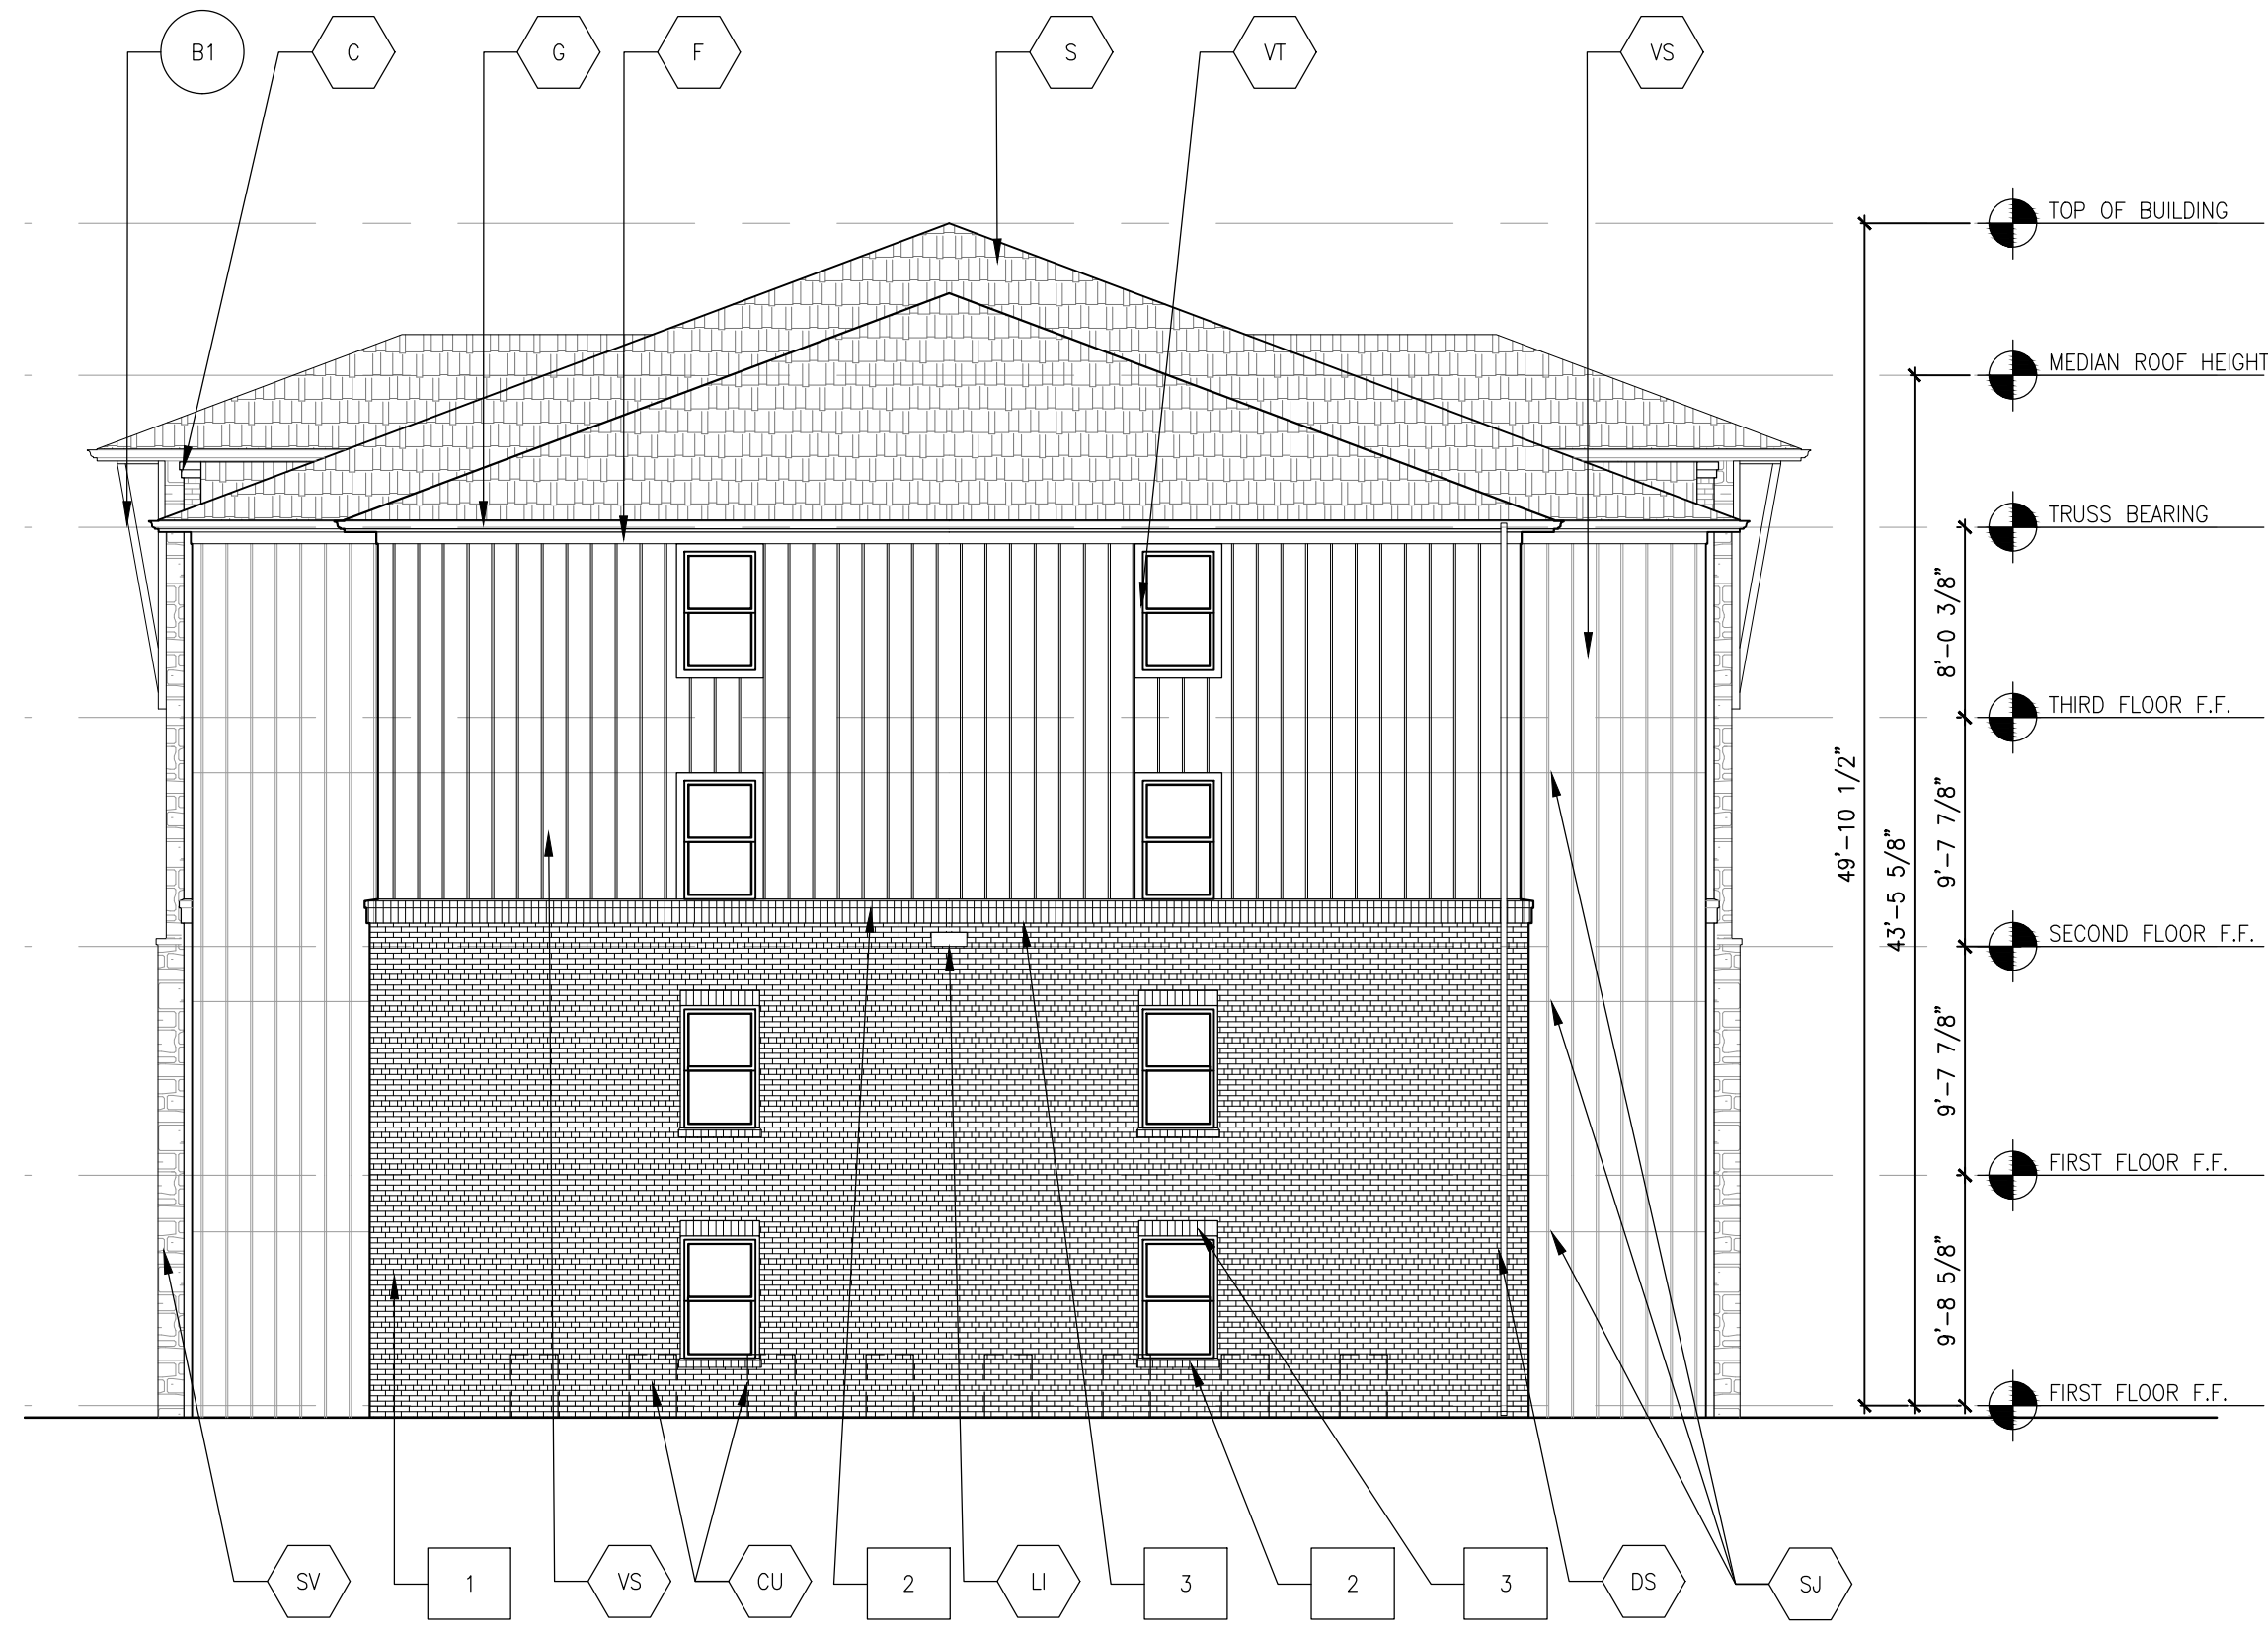 B1
C
G
F
S
VT
VS
TOP OF BUILDING
MEDIAN ROOF HEIGHT
TRUSS BEARING
8'-0 3/8"
THIRD FLOOR F.F.
49'-10 1/2"
43'-5 5/8"
9'-7 7/8"
SECOND FLOOR F.F.
9'-7 7/8"
FIRST FLOOR F.F.
9'-8 5/8"
FIRST FLOOR F.F.
SV
1
VS
CU
2
LI
3
2
3
DS
SJ